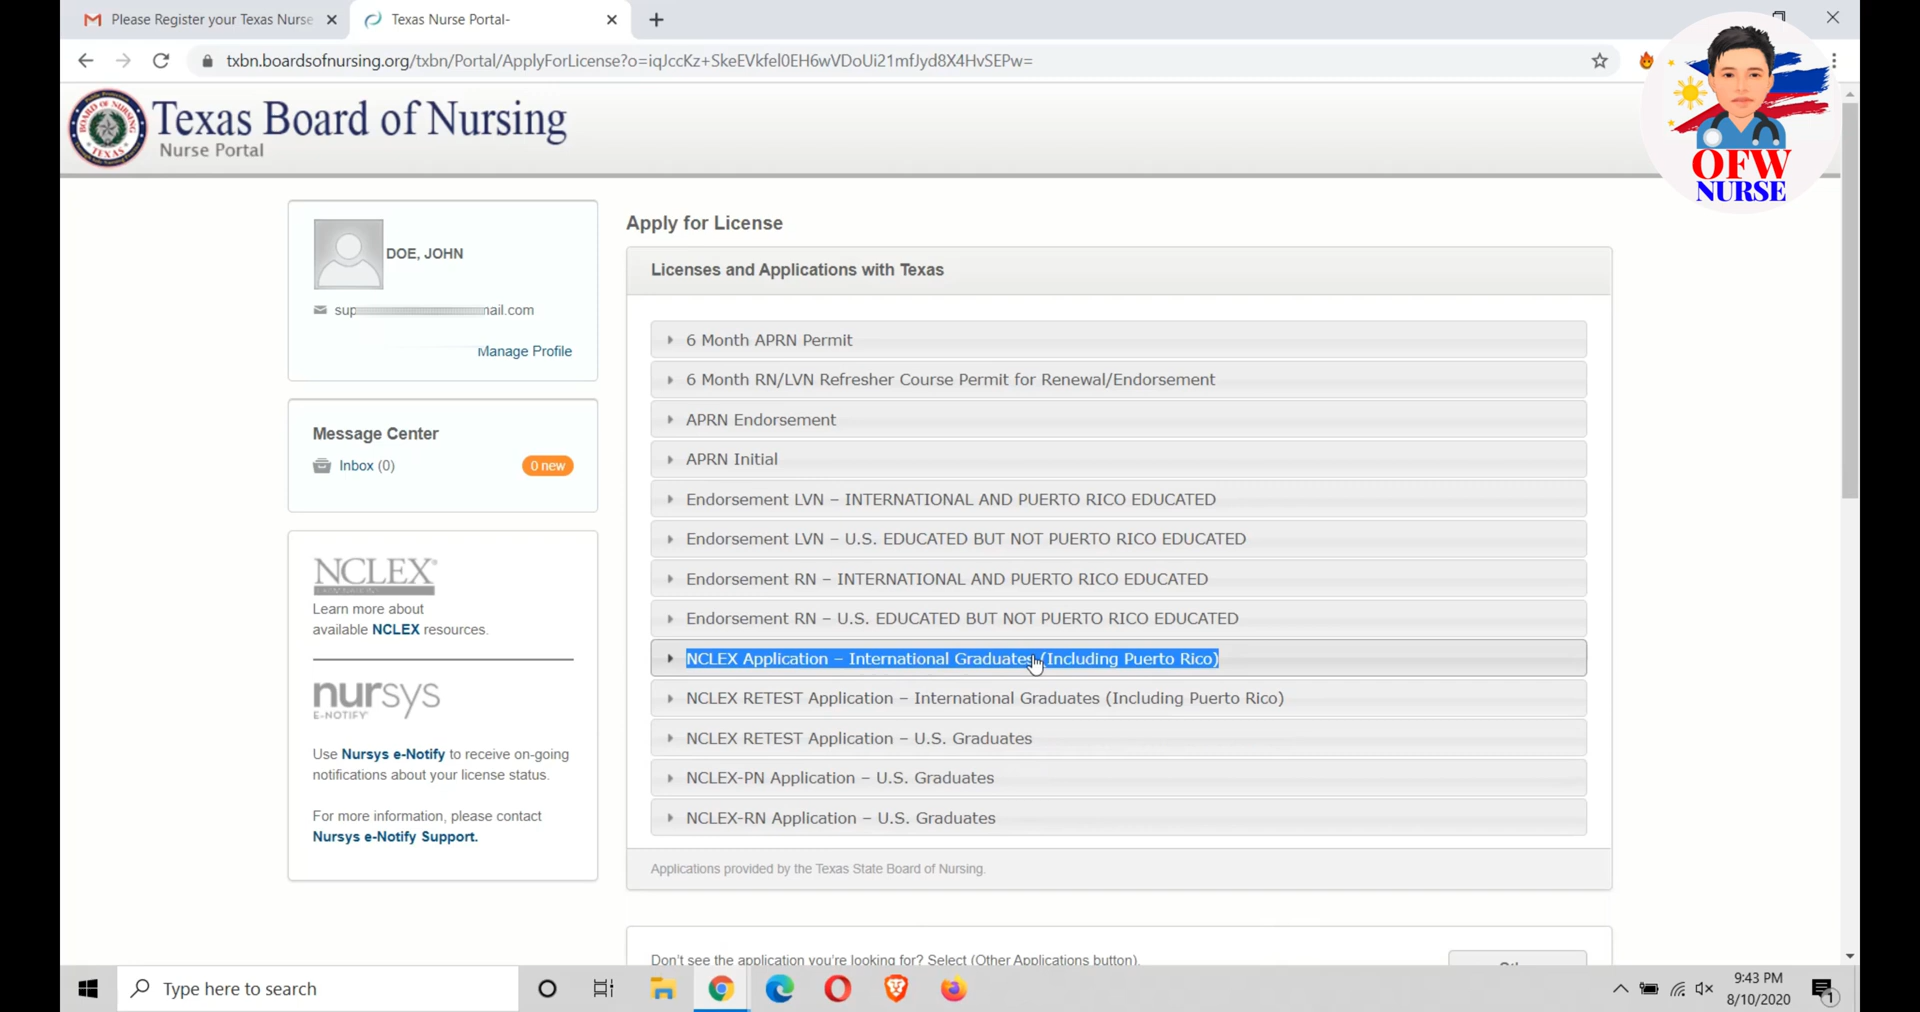 Please Register your Texas Nurse
Texas Nurse Portal-
txbn.boardsofnursing.org/txbn/Portal/ApplyForLicense?o=iqJccKz+SkeEVkfel0EH6wVDoUi21mfJyd8X4HvSEPw=
Texas Board of Nursing
Nurse Portal
OFW
NURSE
DOE, JOHN
sup nail.com
Manage Profile
Message Center
Inbox (0)
0 new
NCLEX®
Learn more about
available NCLEX resources.
nursys
E-NOTIFY®
Use Nursys e-Notify to receive on-going
notifications about your license status.
For more information, please contact
Nursys e-Notify Support.
Apply for License
Licenses and Applications with Texas
6 Month APRN Permit
6 Month RN/LVN Refresher Course Permit for Renewal/Endorsement
APRN Endorsement
APRN Initial
Endorsement LVN – INTERNATIONAL AND PUERTO RICO EDUCATED
Endorsement LVN – U.S. EDUCATED BUT NOT PUERTO RICO EDUCATED
Endorsement RN – INTERNATIONAL AND PUERTO RICO EDUCATED
Endorsement RN – U.S. EDUCATED BUT NOT PUERTO RICO EDUCATED
NCLEX Application – International Graduates (Including Puerto Rico)
NCLEX RETEST Application – International Graduates (Including Puerto Rico)
NCLEX RETEST Application – U.S. Graduates
NCLEX-PN Application – U.S. Graduates
NCLEX-RN Application – U.S. Graduates
Applications provided by the Texas State Board of Nursing.
Don't see the application you're looking for? Select (Other Applications button).
Type here to search
9:43 PM
8/10/2020
1